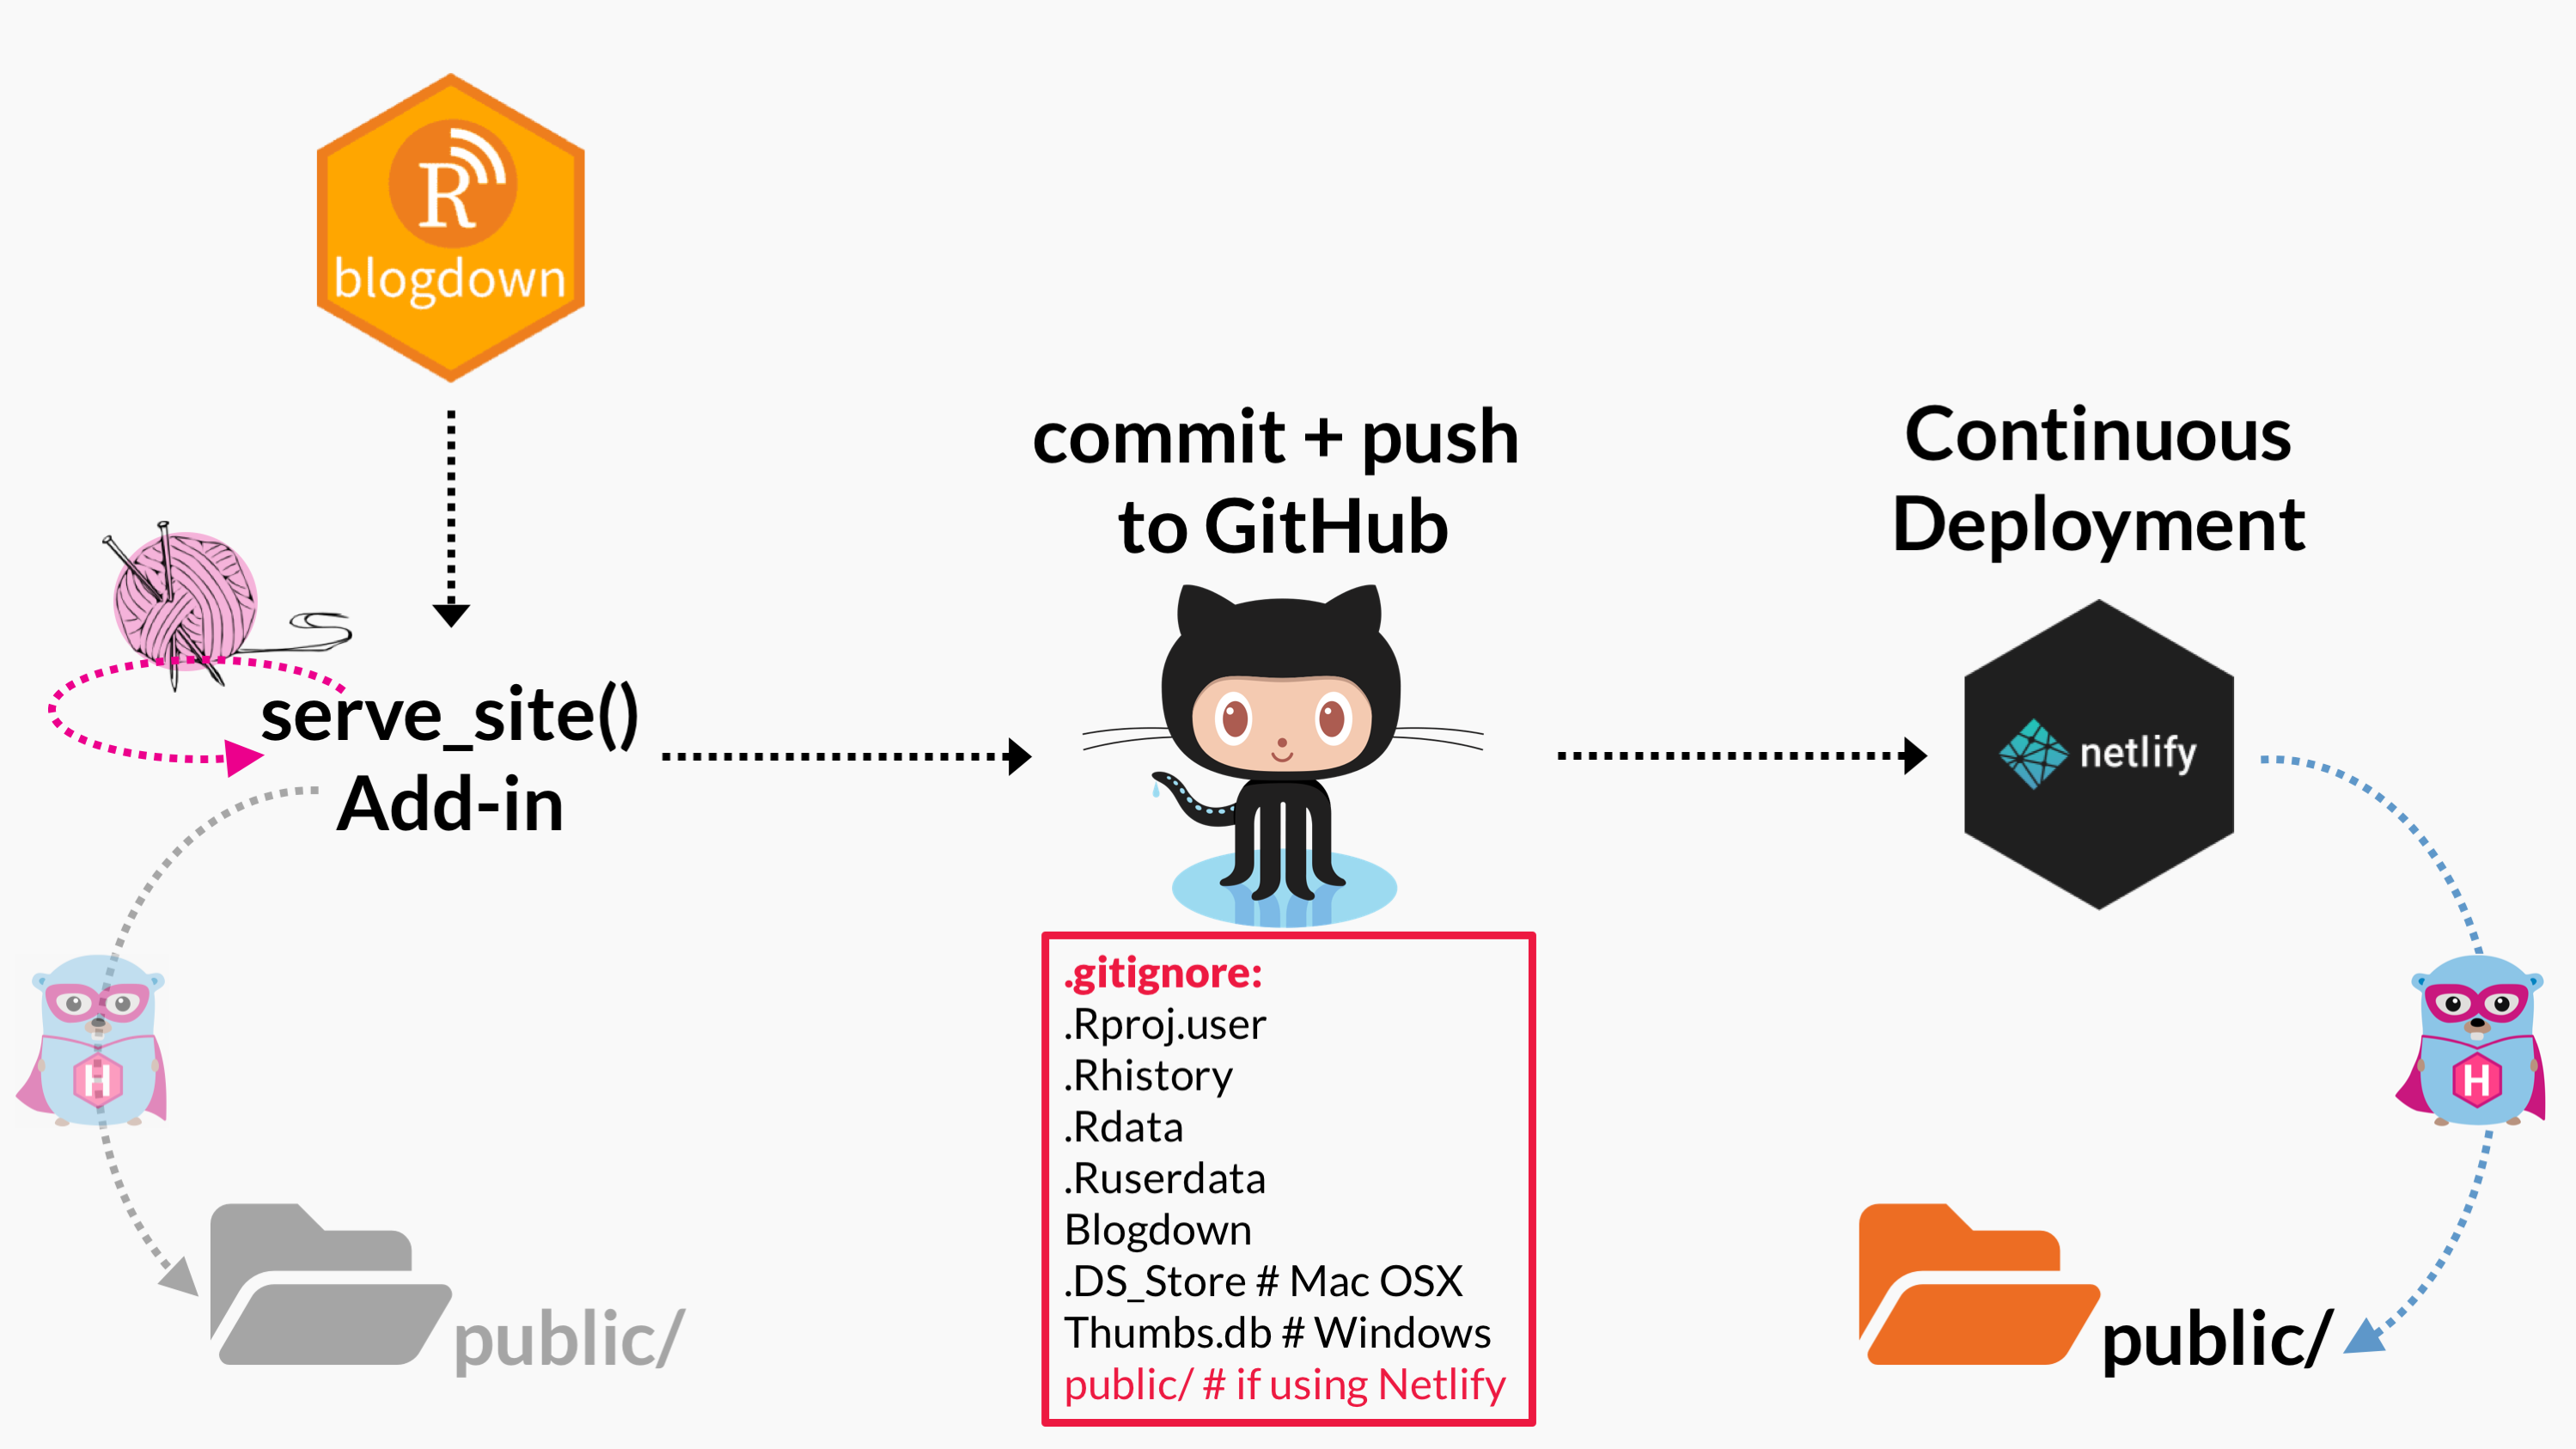 R
blogdown
serve_site()
Add-in
H
public/
commit + push
to GitHub
.gitignore:
.Rproj.user
.Rhistory
.Rdata
.Ruserdata
Blogdown
.DS_Store # Mac OSX
Thumbs.db # Windows
public/ # if using Netlify
Continuous
Deployment
netlify
H
public/